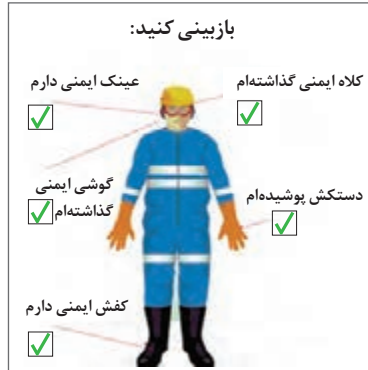 بازبینی کنید:
کلاه ایمنی گذاشته‌ام
عینک ایمنی دارم
دستکش پوشیده‌ام
گوشی ایمنی
گذاشته‌ام
کفش ایمنی دارم